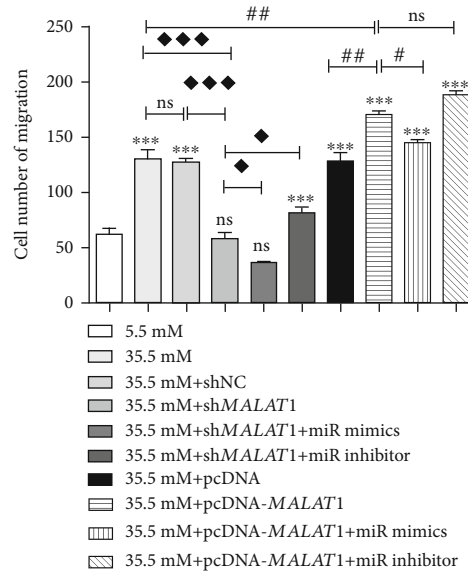 ##
ns
◆◆◆
◆◆◆
## #
ns
◆
◆
***
***
ns
ns
***
***
***
***
***
Cell number of migration
250
200
150
100
50
0
5.5 mM
35.5 mM
35.5 mM+shNC
35.5 mM+shMALAT1
35.5 mM+shMALAT1+miR mimics
35.5 mM+shMALAT1+miR inhibitor
35.5 mM+pcDNA
35.5 mM+pcDNA-MALAT1
35.5 mM+pcDNA-MALAT1+miR mimics
35.5 mM+pcDNA-MALAT1+miR inhibitor